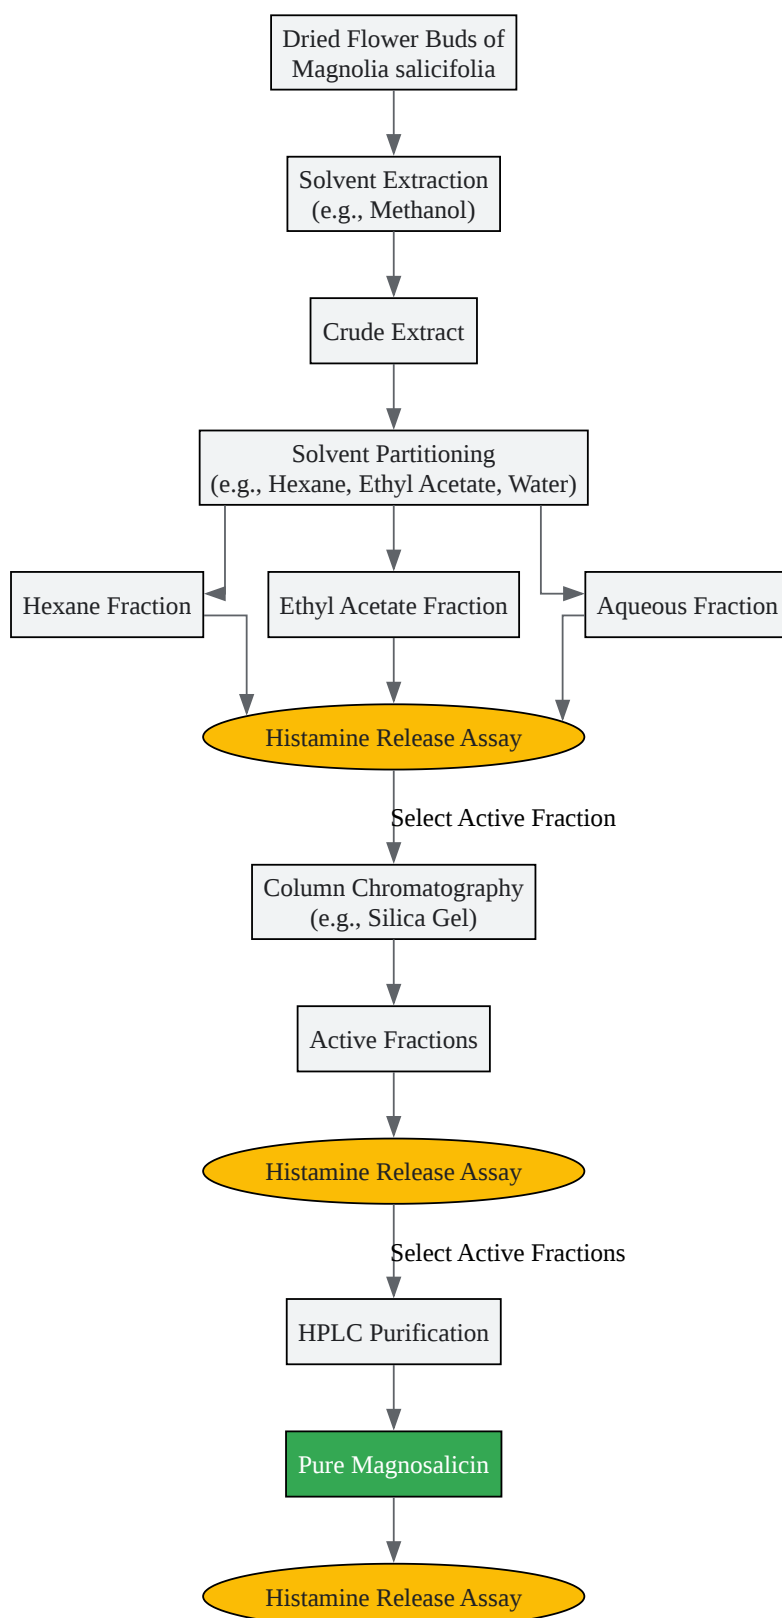 Dried Flower Buds of
Magnolia salicifolia
Solvent Extraction
(e.g., Methanol)
Crude Extract
Solvent Partitioning
(e.g., Hexane, Ethyl Acetate, Water)
Hexane Fraction
Ethyl Acetate Fraction
Aqueous Fraction
Histamine Release Assay
Select Active Fraction
Column Chromatography
(e.g., Silica Gel)
Active Fractions
Histamine Release Assay
Select Active Fractions
HPLC Purification
Pure Magnosalicin
Histamine Release Assay